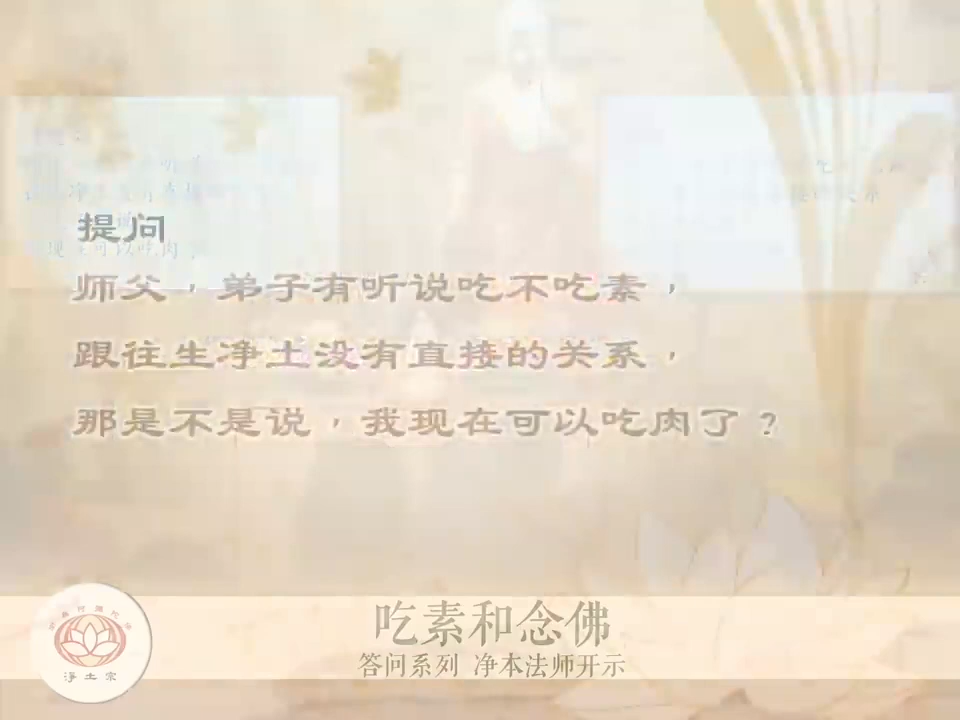 提问
师父，弟子有听说吃不吃素，
跟往生净土没有直接的关系，
那是不是说，我现在可以吃肉了？
吃素和念佛
答问系列 净本法师开示
淨土宗